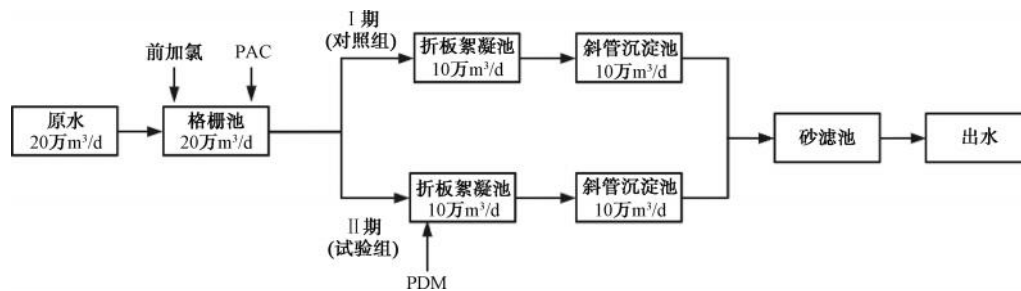 Ⅰ期
(对照组)
前加氯
PAC
折板絮凝池
10万m³/d
斜管沉淀池
10万m³/d
原水
20万m³/d
格栅池
20万m³/d
砂滤池
出水
折板絮凝池
10万m³/d
斜管沉淀池
10万m³/d
Ⅱ期
(试验组)
PDM